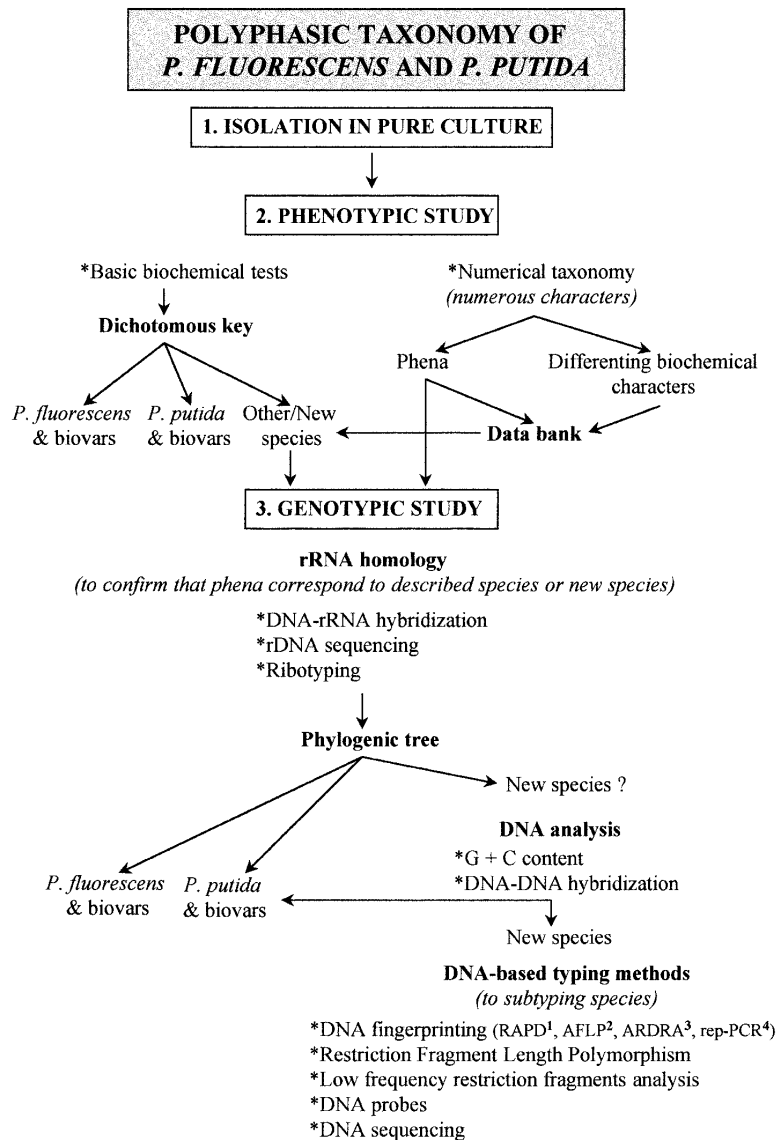 POLYPHASIC TAXONOMY OF
P. FLUORESCENS AND P. PUTIDA
1. ISOLATION IN PURE CULTURE
2. PHENOTYPIC STUDY
*Basic biochemical tests
*Numerical taxonomy
(numerous characters)
Dichotomous key
Phena
Differenting biochemical
characters
P. fluorescens
& biovars
P. putida
& biovars
Other/New
species
Data bank
3. GENOTYPIC STUDY
rRNA homology
(to confirm that phena correspond to described species or new species)
*DNA-rRNA hybridization
*rDNA sequencing
*Ribotyping
Phylogenic tree
New species ?
DNA analysis
*G + C content
*DNA-DNA hybridization
P. fluorescens
& biovars
P. putida
& biovars
New species
DNA-based typing methods
(to subtyping species)
*DNA fingerprinting (RAPD¹, AFLP², ARDRA³, rep-PCR⁴)
*Restriction Fragment Length Polymorphism
*Low frequency restriction fragments analysis
*DNA probes
*DNA sequencing